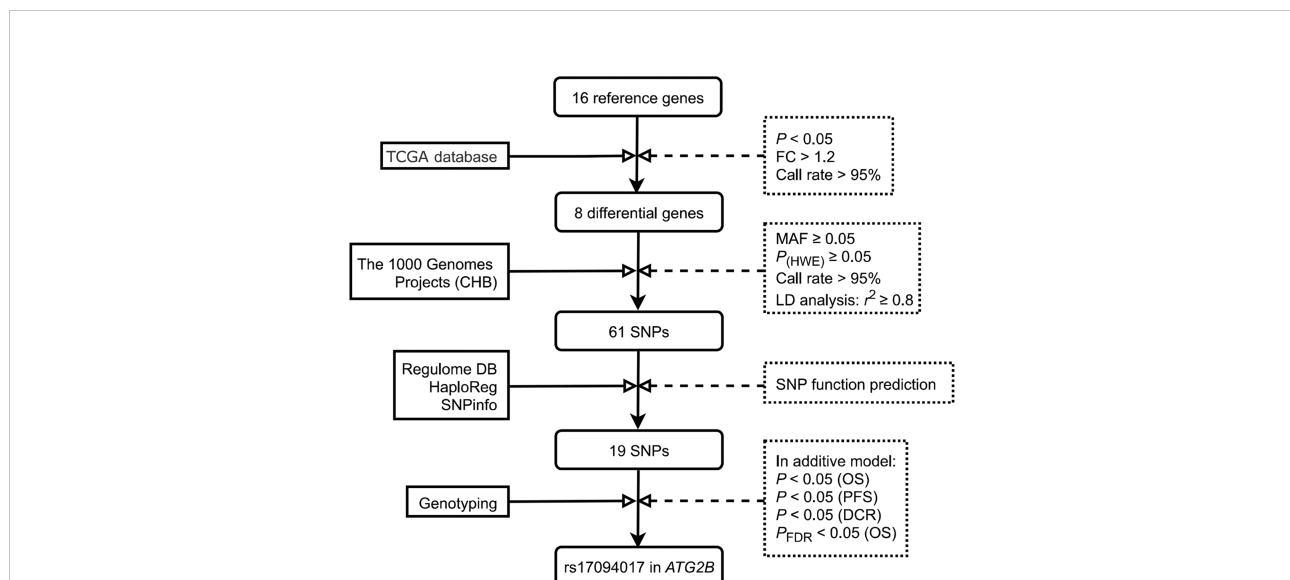 16 reference genes
TCGA database
P < 0.05
FC > 1.2
Call rate > 95%
8 differential genes
The 1000 Genomes
Projects (CHB)
MAF ≥ 0.05
P(HWE) ≥ 0.05
Call rate > 95%
LD analysis: r² ≥ 0.8
61 SNPs
Regulome DB
HaploReg
SNPinfo
SNP function prediction
19 SNPs
Genotyping
In additive model:
P < 0.05 (OS)
P < 0.05 (PFS)
P < 0.05 (DCR)
PFDR < 0.05 (OS)
rs17094017 in ATG2B